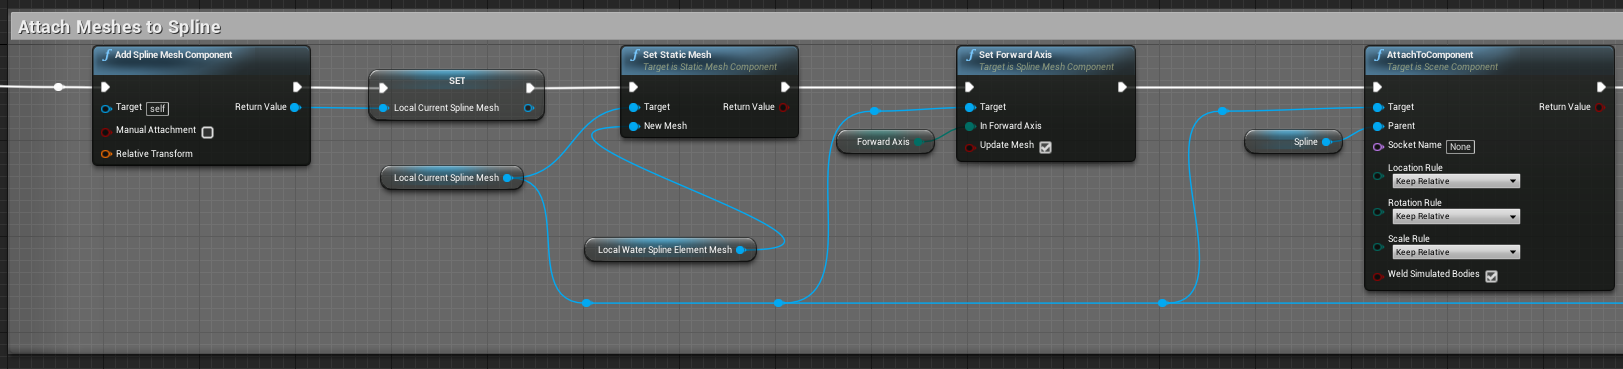 Attach Meshes to Spline
Add Spline Mesh Component
Target self
Return Value
Manual Attachment
Relative Transform
SET
Local Current Spline Mesh
Local Current Spline Mesh
Set Static Mesh
Target is Static Mesh Component
Target
Return Value
New Mesh
Local Water Spline Element Mesh
Forward Axis
Set Forward Axis
Target is Spline Mesh Component
Target
In Forward Axis
Update Mesh
Spline
AttachToComponent
Target is Scene Component
Target
Return Value
Parent
Socket Name None
Location Rule
Keep Relative
Rotation Rule
Keep Relative
Scale Rule
Keep Relative
Weld Simulated Bodies